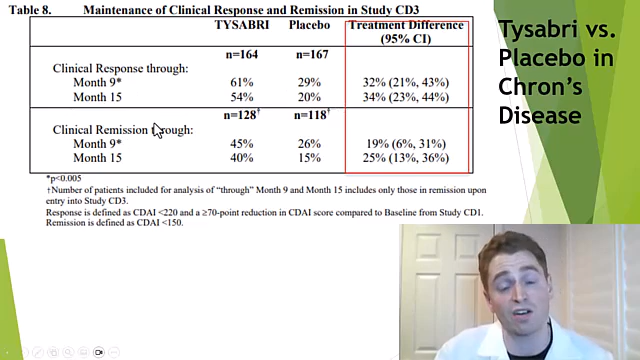 Table 8. Maintenance of Clinical Response and Remission in Study CD3
TYSABRI Placebo Treatment Difference (95% CI)
n=164 n=167
Clinical Response through:
Month 9* 61% 29% 32% (21%, 43%)
Month 15 54% 20% 34% (23%, 44%)
n=128† n=118†
Clinical Remission through:
Month 9* 45% 26% 19% (6%, 31%)
Month 15 40% 15% 25% (13%, 36%)
*p<0.005
†Number of patients included for analysis of “through” Month 9 and Month 15 includes only those in remission upon
entry into Study CD3.
Response is defined as CDAI <220 and a ≥70-point reduction in CDAI score compared to Baseline from Study CD1.
Remission is defined as CDAI <150.
Tysabri vs.
Placebo in
Chron’s
Disease